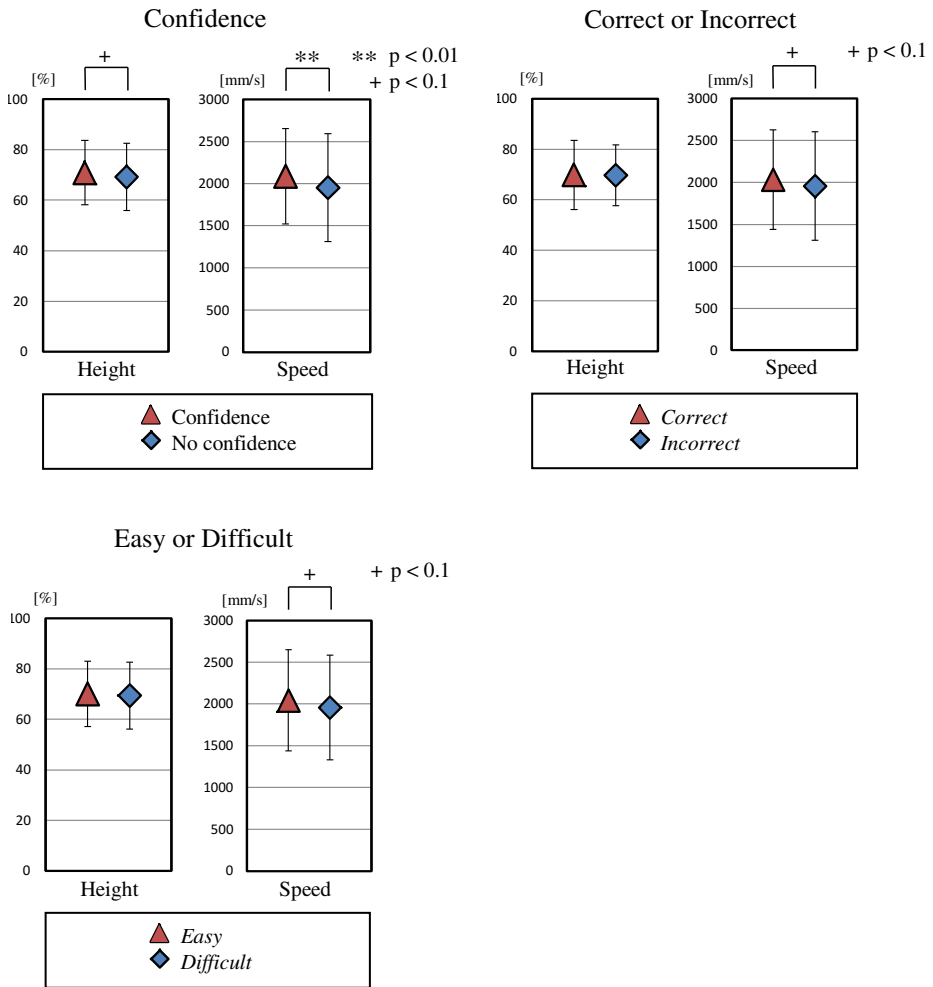 Confidence
+
** ** p < 0.01
+ p < 0.1
[%]
[mm/s]
100
80
60
40
20
0
Height
3000
2500
2000
1500
1000
500
0
Speed
Confidence
No confidence
Correct or Incorrect
+ + p < 0.1
[%]
[mm/s]
100
80
60
40
20
0
Height
3000
2500
2000
1500
1000
500
0
Speed
Correct
Incorrect
Easy or Difficult
+ + p < 0.1
[%]
[mm/s]
100
80
60
40
20
0
Height
3000
2500
2000
1500
1000
500
0
Speed
Easy
Difficult